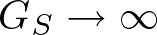 G_S → ∞